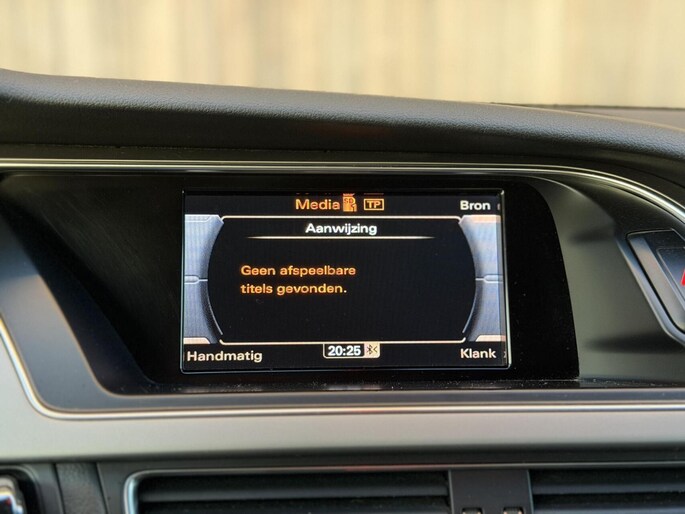 Media TP Bron
Aanwijzing
Geen afspeelbare
titels gevonden.
Handmatig 20:25 Klank